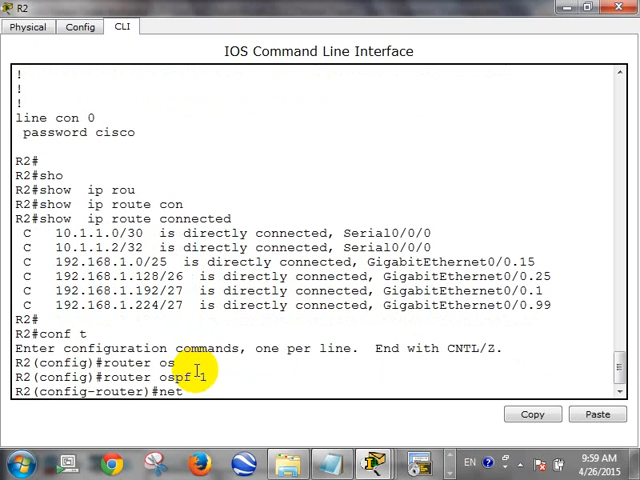 R2
Physical
Config
CLI
IOS Command Line Interface
!
!
!
line con 0
 password cisco
R2#
R2#sho
R2#show  ip rou
R2#show  ip route con
R2#show  ip route connected
 C   10.1.1.0/30  is directly connected, Serial0/0/0
 C   10.1.1.2/32  is directly connected, Serial0/0/0
 C   192.168.1.0/25  is directly connected, GigabitEthernet0/0.15
 C   192.168.1.128/26  is directly connected, GigabitEthernet0/0.25
 C   192.168.1.192/27  is directly connected, GigabitEthernet0/0.1
 C   192.168.1.224/27  is directly connected, GigabitEthernet0/0.99
R2#
R2#conf t
Enter configuration commands, one per line.  End with CNTL/Z.
R2(config)#router os
R2(config)#router ospf 1
R2(config-router)#net
Copy
Paste
EN
9:59 AM
4/26/2015